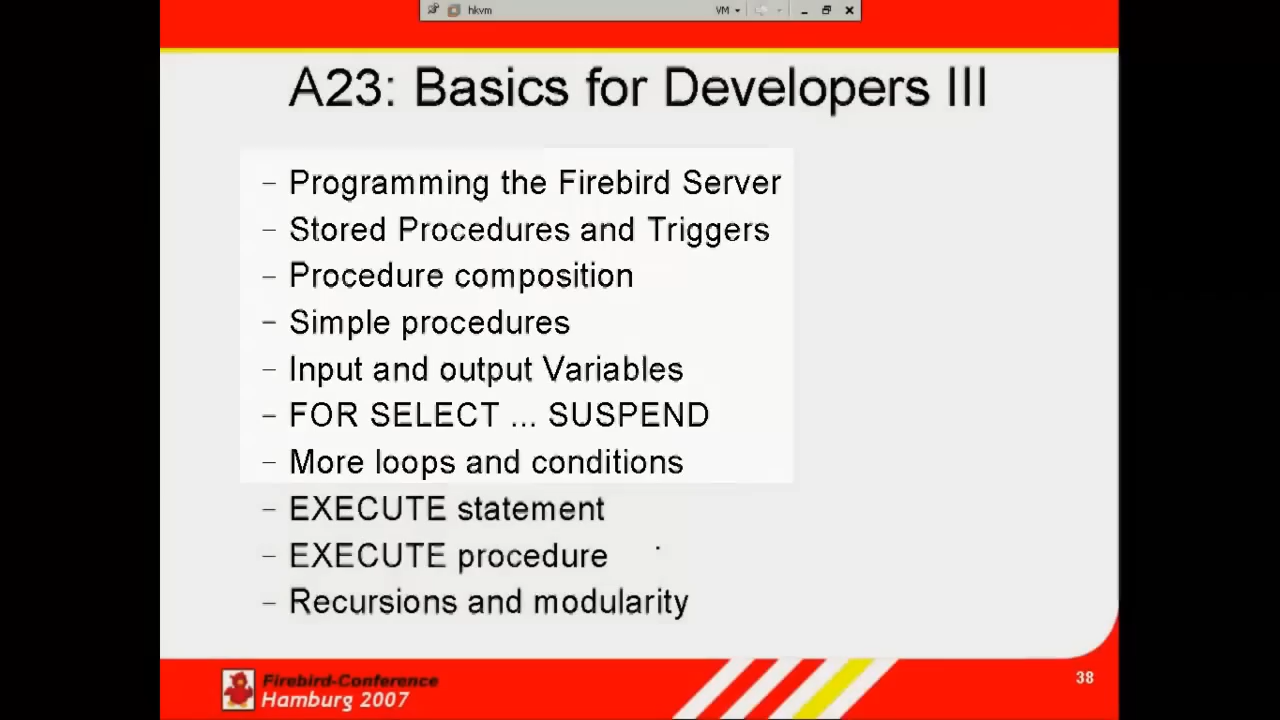 hkvm
VM
A23: Basics for Developers III
– Programming the Firebird Server
– Stored Procedures and Triggers
– Procedure composition
– Simple procedures
– Input and output Variables
– FOR SELECT ... SUSPEND
– More loops and conditions
– EXECUTE statement
– EXECUTE procedure
– Recursions and modularity
Firebird-Conference
Hamburg 2007
38